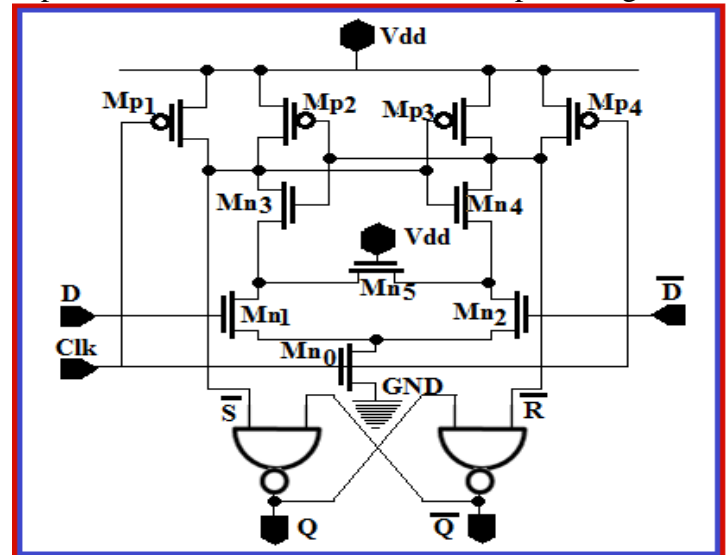 Vdd
Mp1 Mp2 Mp3 Mp4
Mn3 Mn4
Vdd
D Mn5 D̅
Mn1 Mn2
Clk Mn0
GND
S̅ R̅
Q Q̅